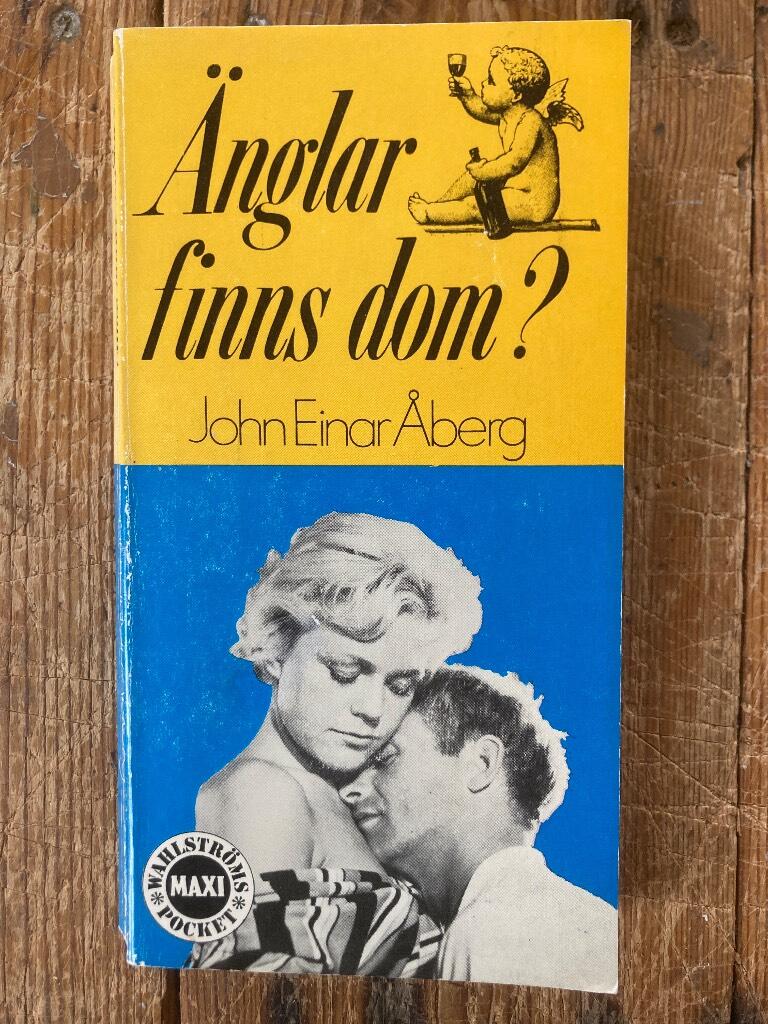 Änglar
finns dom?
John Einar Åberg
WAHLSTRÖMS
MAXI
POCKET